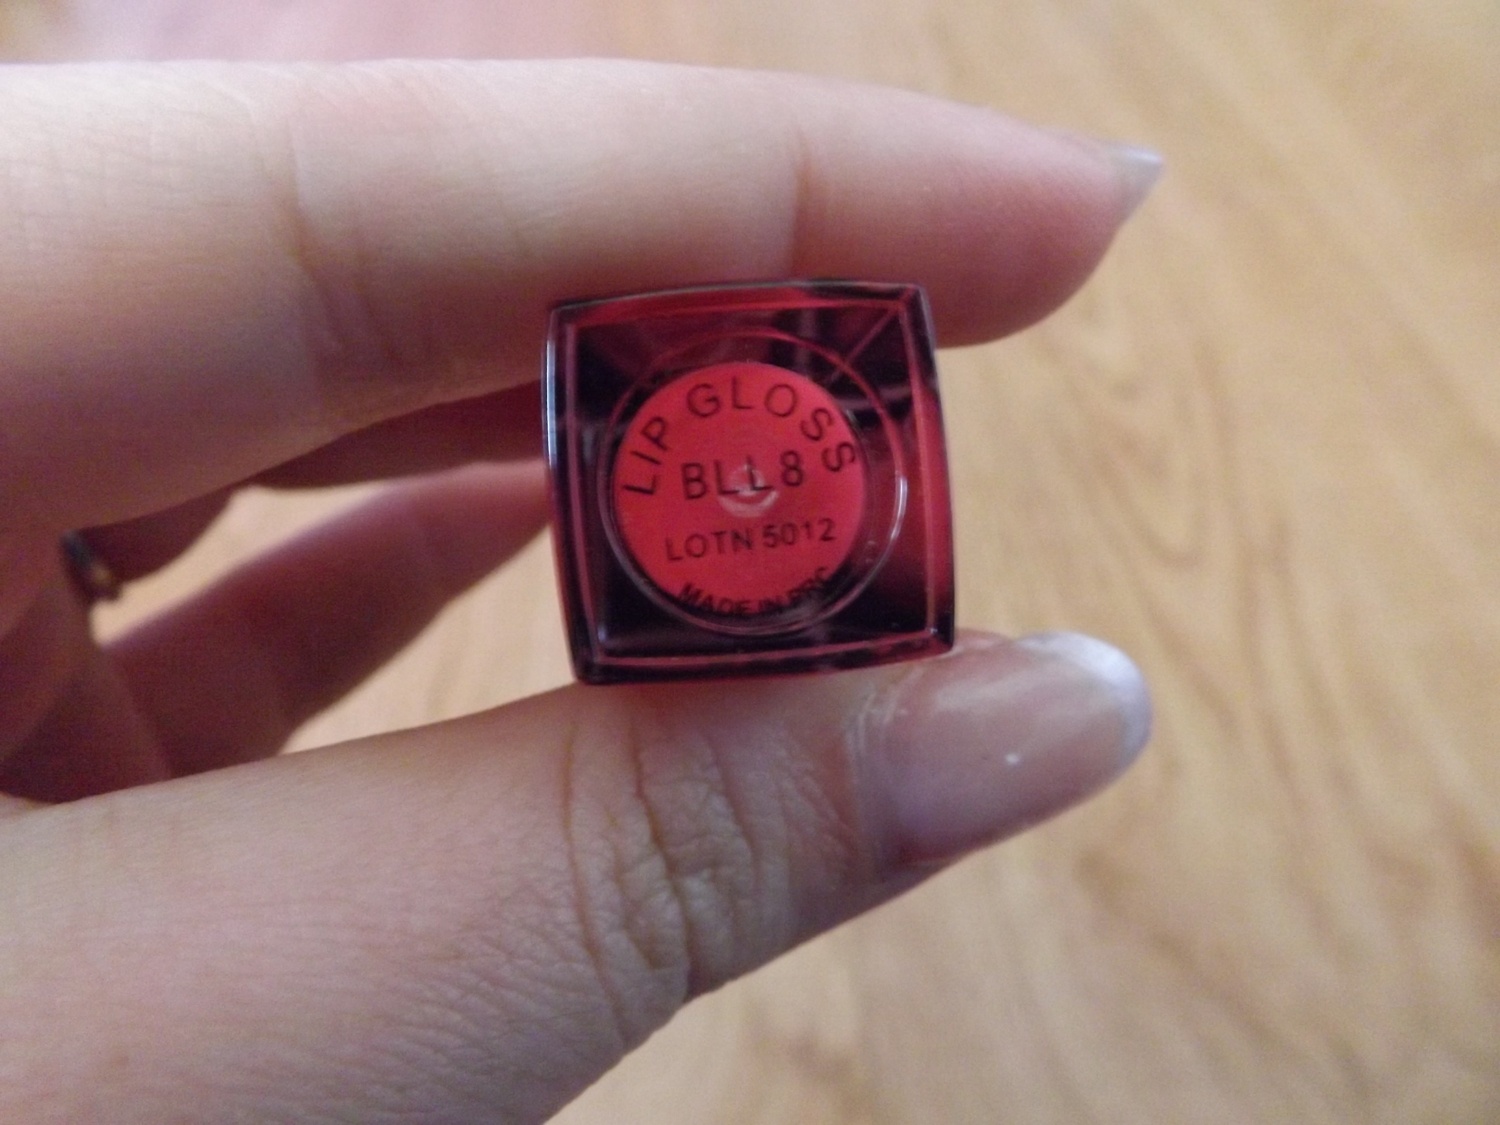 LIP GLOSS
BLL8
LOTN 5012
MADE IN PRC